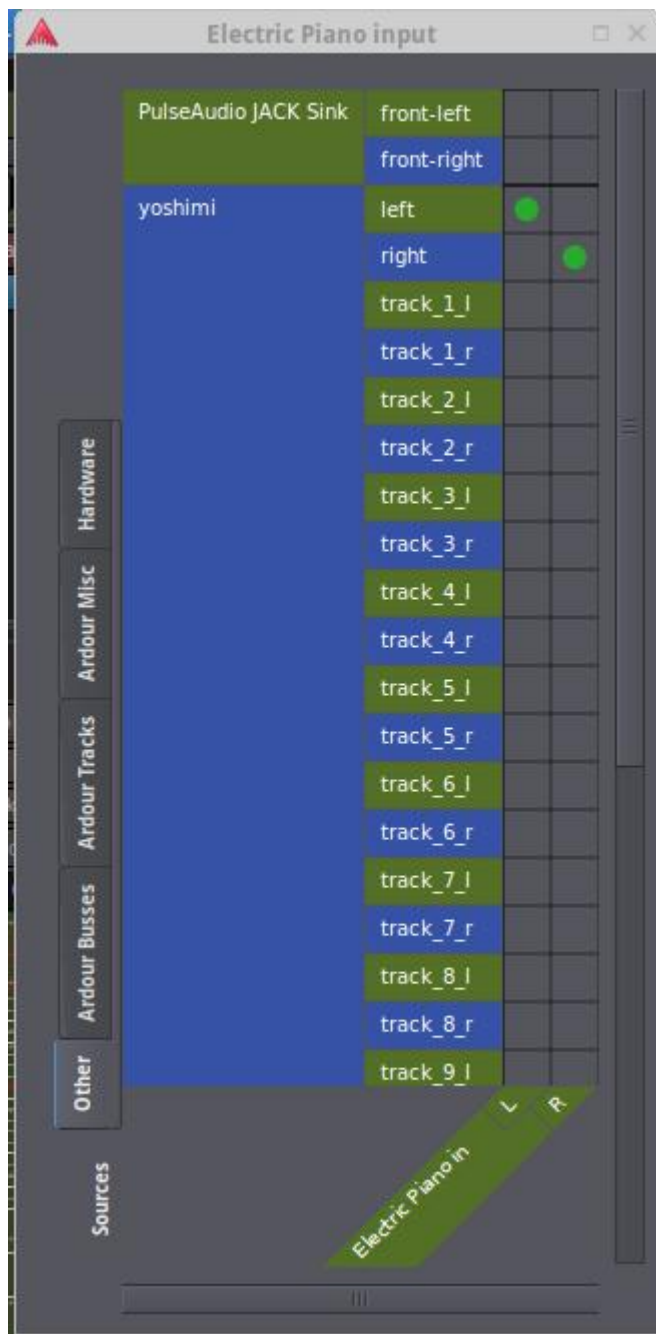 Electric Piano input
PulseAudio JACK Sink front-left
front-right
yoshimi left
right
track_1_l
track_1_r
track_2_l
track_2_r
track_3_l
track_3_r
track_4_l
track_4_r
track_5_l
track_5_r
track_6_l
track_6_r
track_7_l
track_7_r
track_8_l
track_8_r
track_9_l
Hardware
Ardour Misc
Ardour Tracks
Ardour Busses
Other
Sources
L R
Electric Piano in